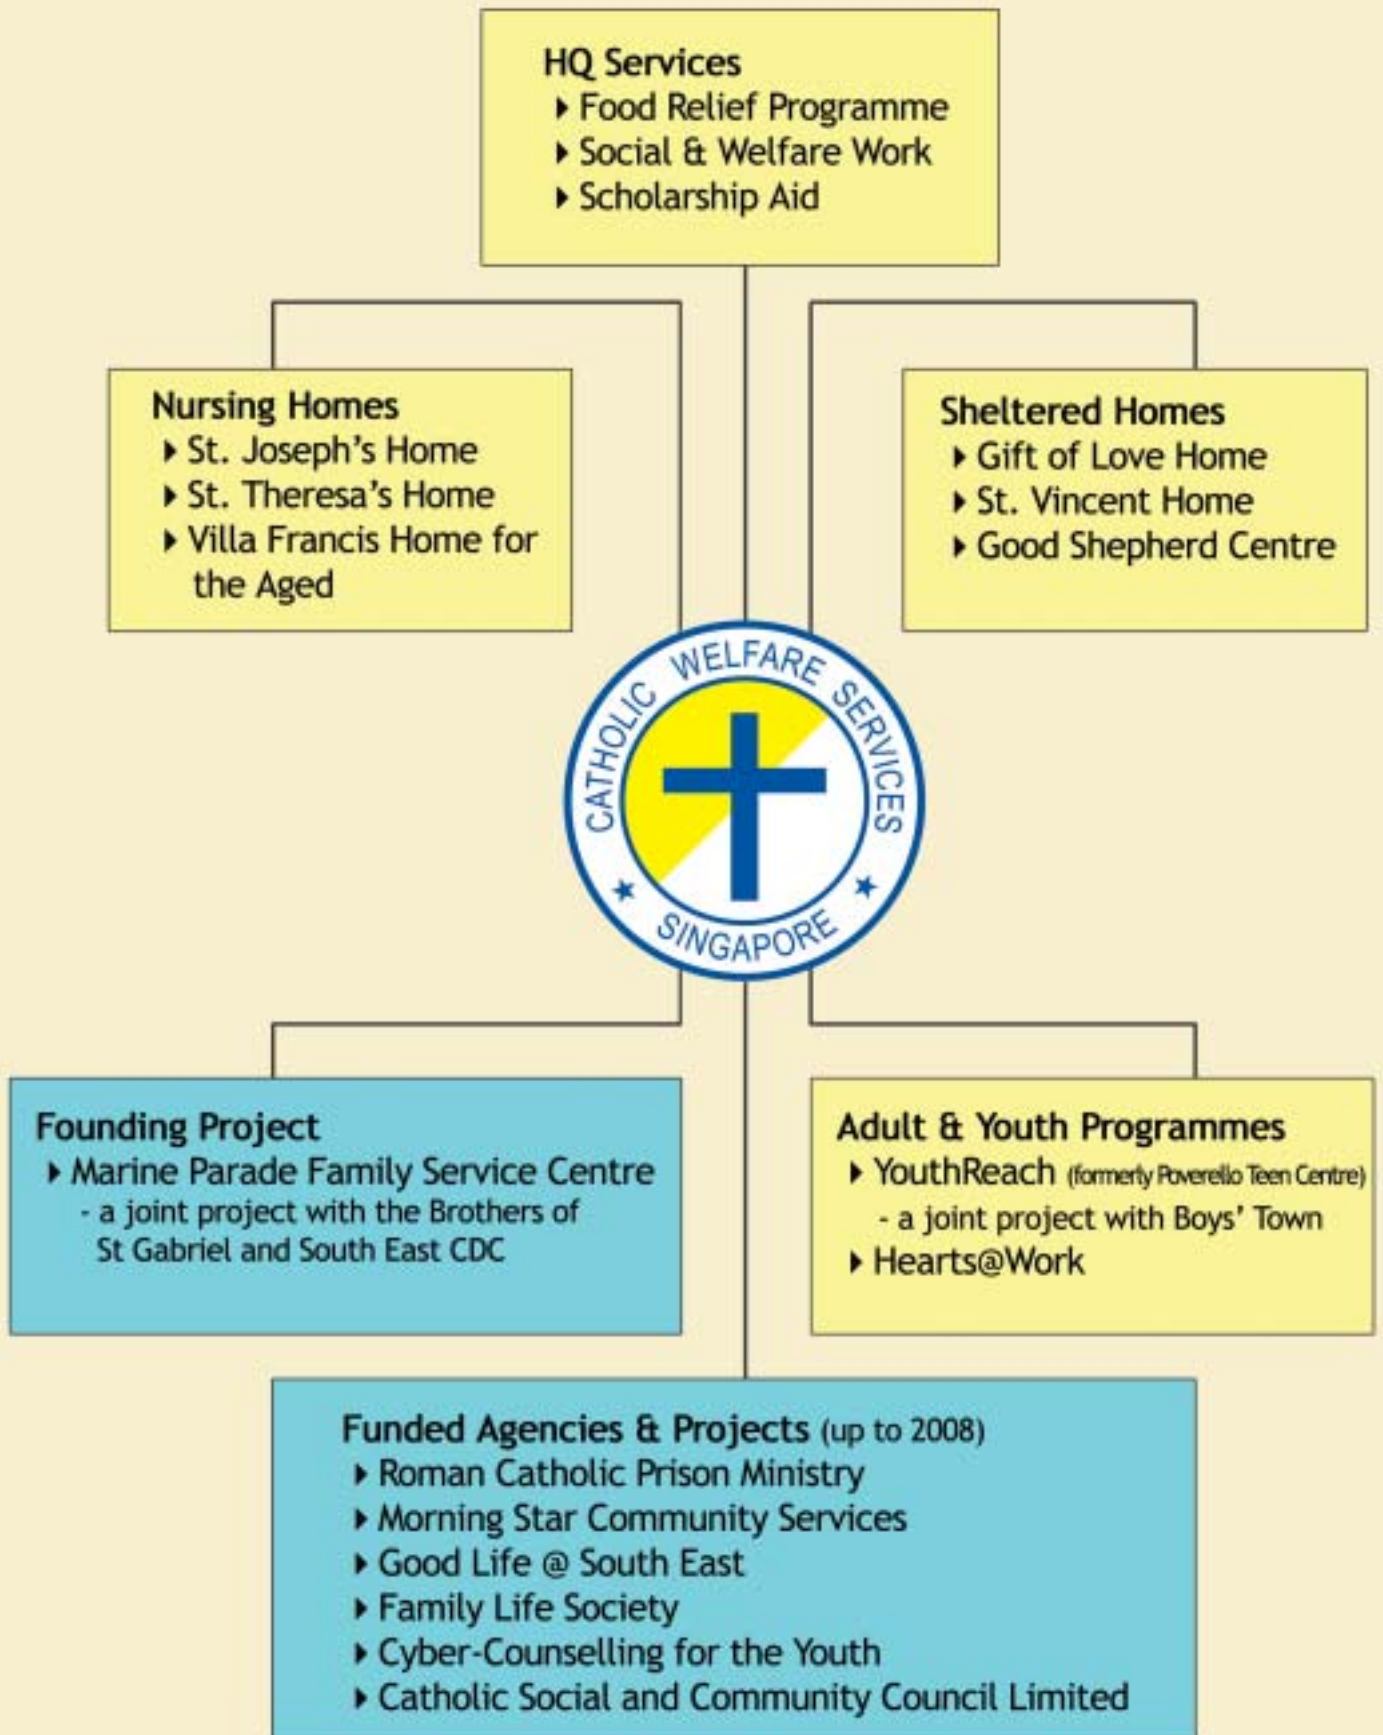 HQ Services
‣ Food Relief Programme
‣ Social & Welfare Work
‣ Scholarship Aid
Nursing Homes
‣ St. Joseph's Home
‣ St. Theresa's Home
‣ Villa Francis Home for
the Aged
Sheltered Homes
‣ Gift of Love Home
‣ St. Vincent Home
‣ Good Shepherd Centre
CATHOLIC WELFARE SERVICES
★ SINGAPORE ★
Founding Project
‣ Marine Parade Family Service Centre
- a joint project with the Brothers of
St Gabriel and South East CDC
Adult & Youth Programmes
‣ YouthReach (formerly Poverello Teen Centre)
- a joint project with Boys' Town
‣ Hearts@Work
Funded Agencies & Projects (up to 2008)
‣ Roman Catholic Prison Ministry
‣ Morning Star Community Services
‣ Good Life @ South East
‣ Family Life Society
‣ Cyber-Counselling for the Youth
‣ Catholic Social and Community Council Limited